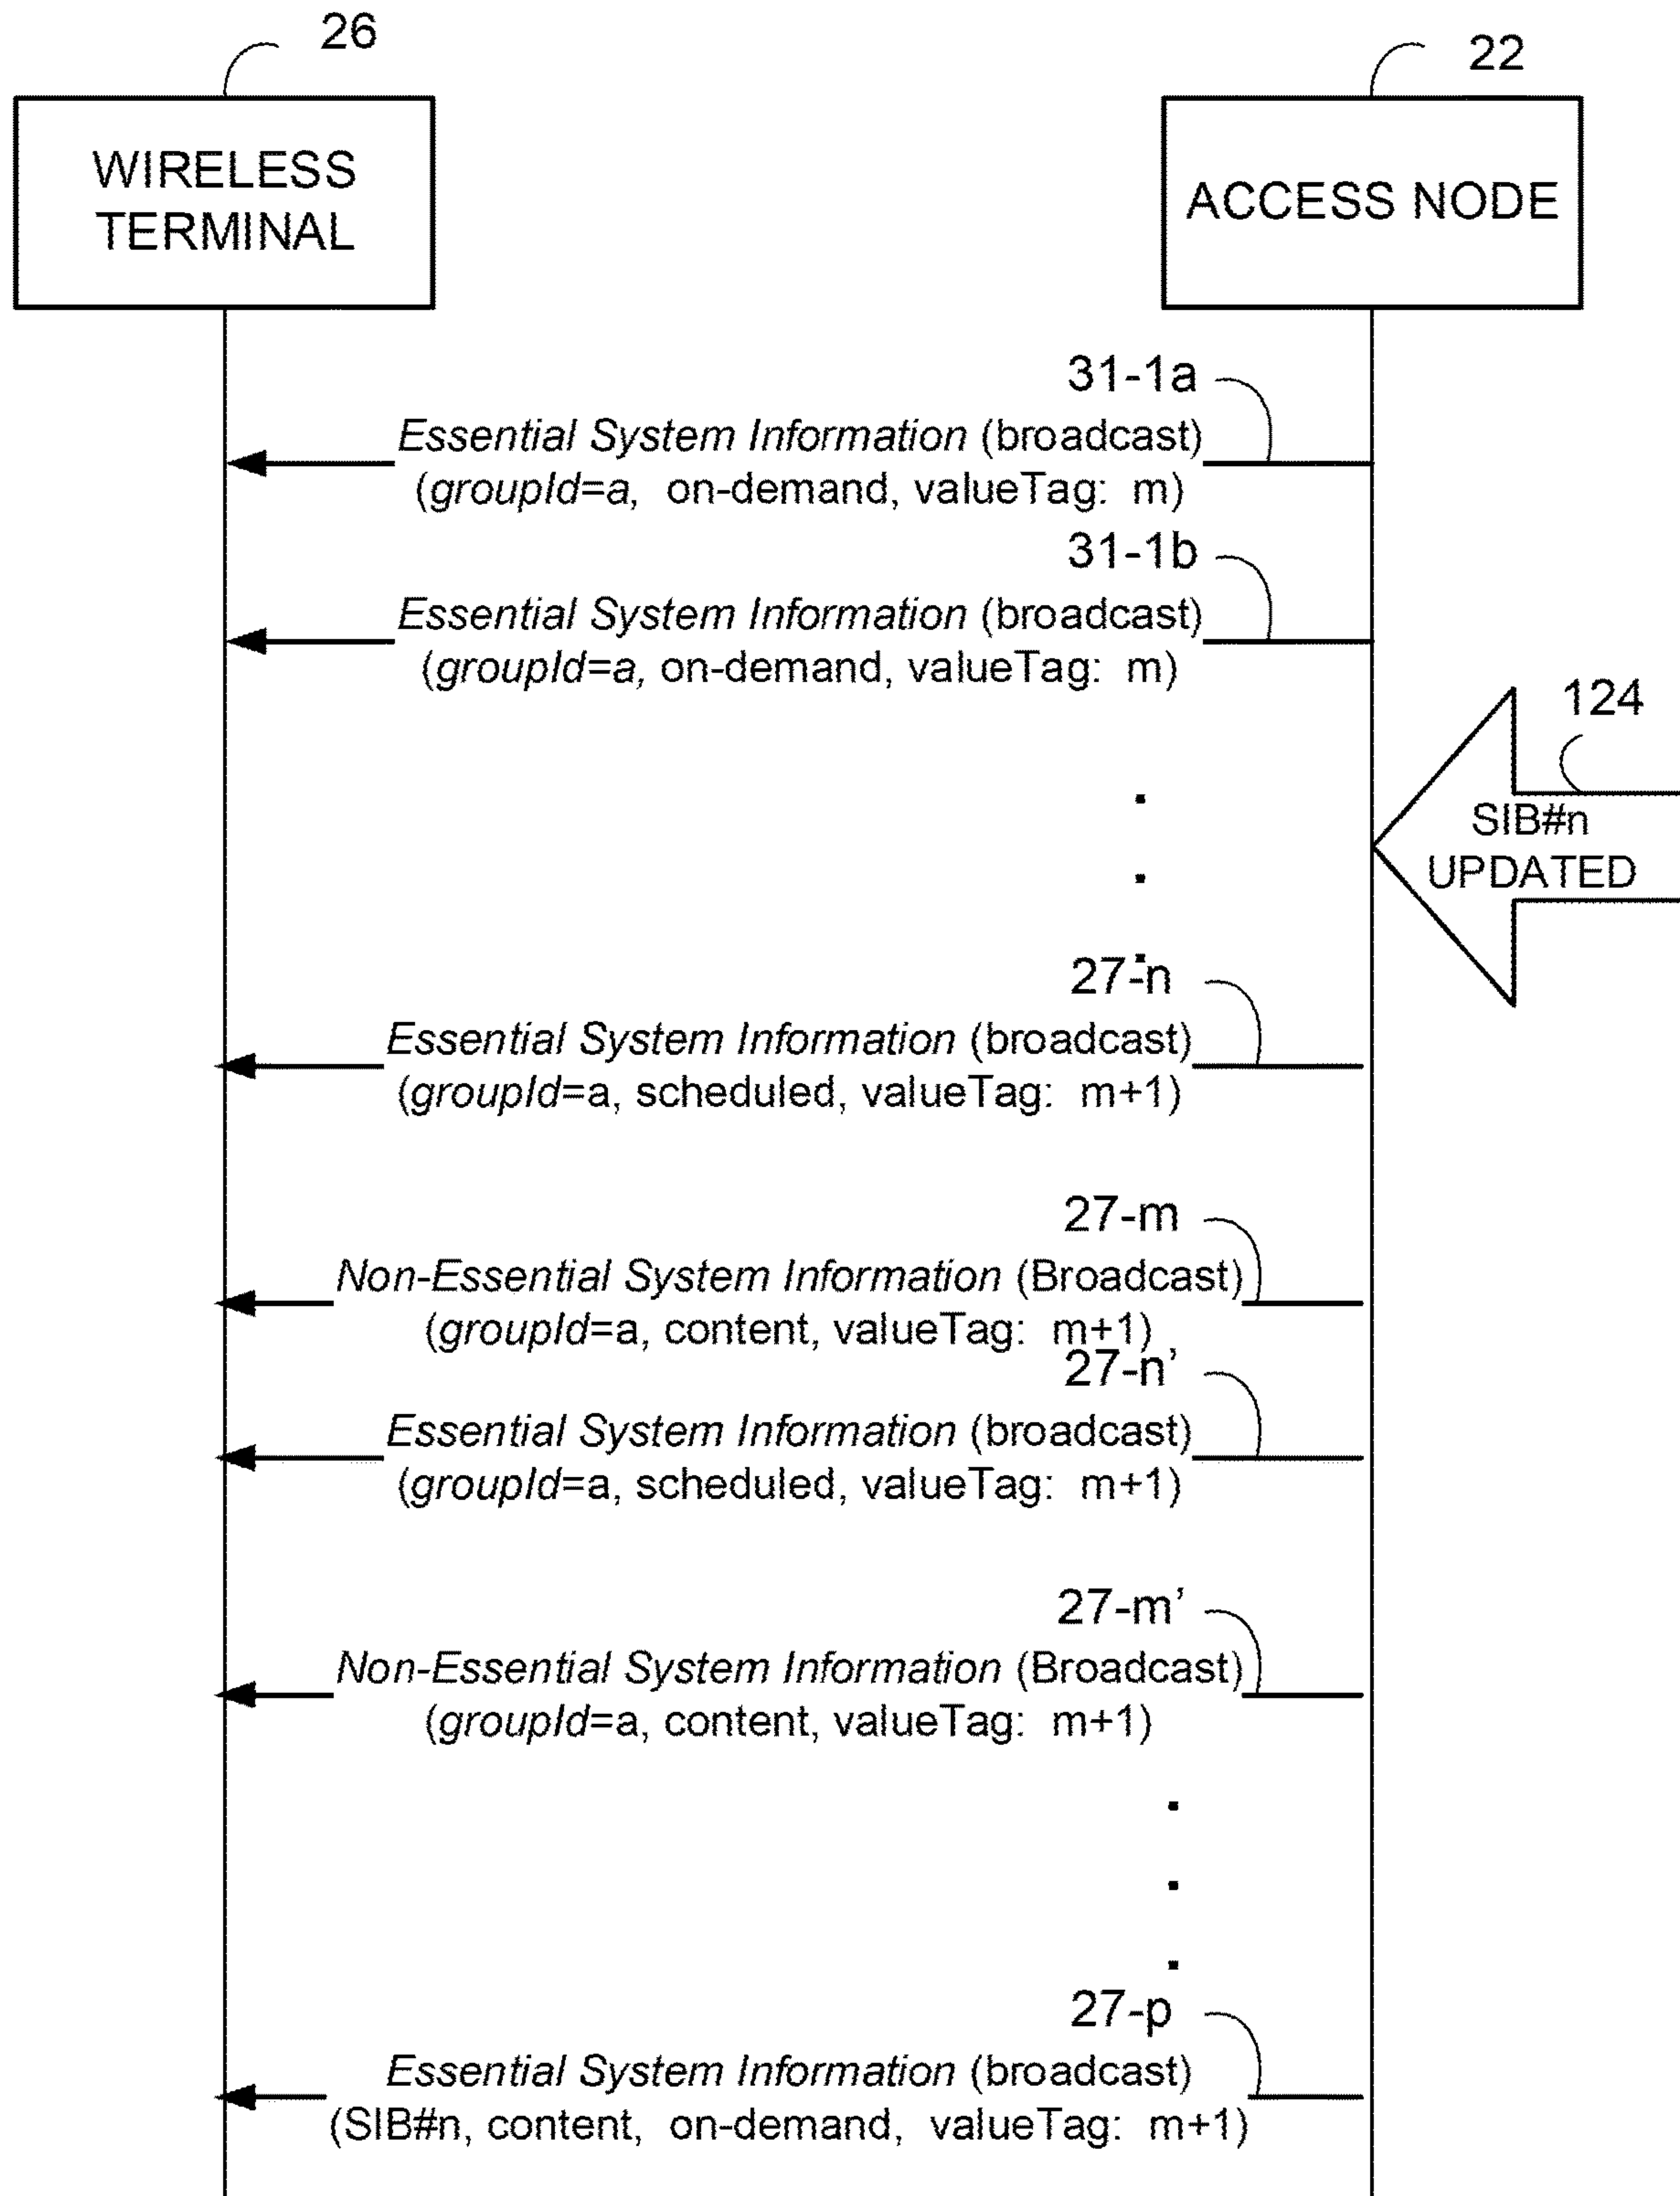 26
22
WIRELESS
TERMINAL
ACCESS NODE
31-1a
Essential System Information (broadcast)
(groupId=a, on-demand, valueTag: m)
31-1b
Essential System Information (broadcast)
(groupId=a, on-demand, valueTag: m)
124
SIB#n
UPDATED
27-n
Essential System Information (broadcast)
(groupId=a, scheduled, valueTag: m+1)
27-m
Non-Essential System Information (Broadcast)
(groupId=a, content, valueTag: m+1)
27-n’
Essential System Information (broadcast)
(groupId=a, scheduled, valueTag: m+1)
27-m’
Non-Essential System Information (Broadcast)
(groupId=a, content, valueTag: m+1)
27-p
Essential System Information (broadcast)
(SIB#n, content, on-demand, valueTag: m+1)